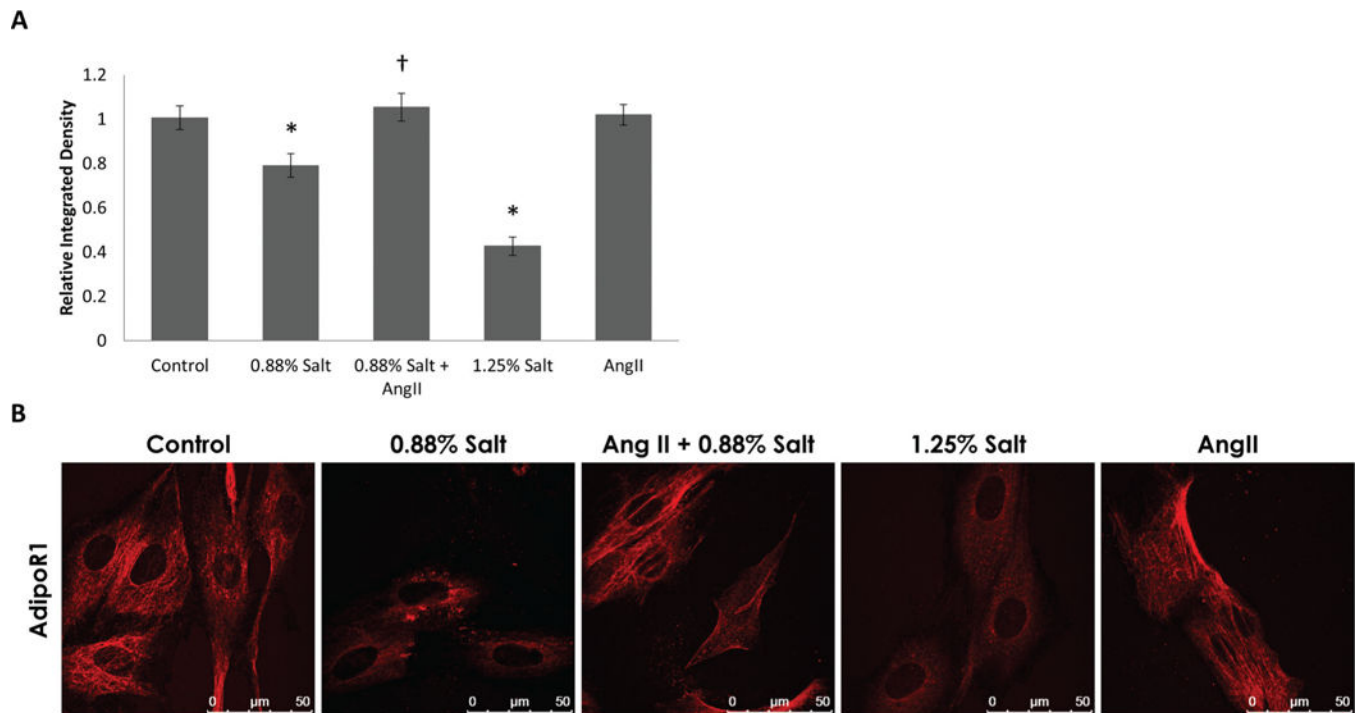 A
†
1.2
1
*
0.8
0.6
*
0.4
0.2
0
Relative Integrated Density
Control
0.88% Salt
0.88% Salt +
AngII
1.25% Salt
AngII
B
Control
0.88% Salt
Ang II + 0.88% Salt
1.25% Salt
AngII
AdipoR1
0 µm 50
0 µm 50
0 µm 50
0 µm 50
0 µm 50